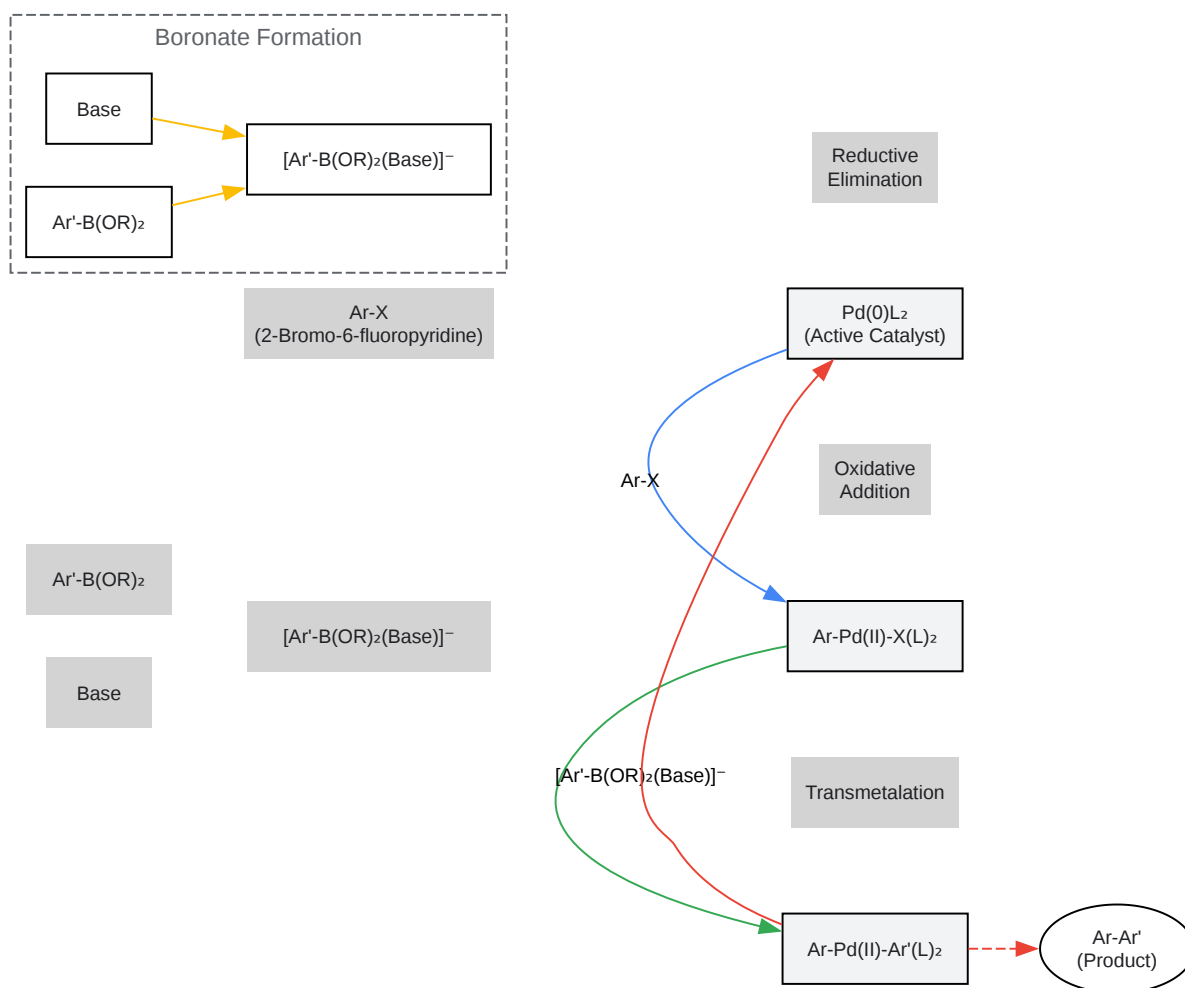 Boronate Formation
Base
[Ar'-B(OR)₂(Base)]⁻
Ar'-B(OR)₂
Reductive
Elimination
Ar-X
(2-Bromo-6-fluoropyridine)
Pd(0)L₂
(Active Catalyst)
Ar-X
Oxidative
Addition
Ar'-B(OR)₂
[Ar'-B(OR)₂(Base)]⁻
Base
Ar-Pd(II)-X(L)₂
[Ar'-B(OR)₂(Base)]⁻
Transmetalation
Ar-Pd(II)-Ar'(L)₂
Ar-Ar'
(Product)